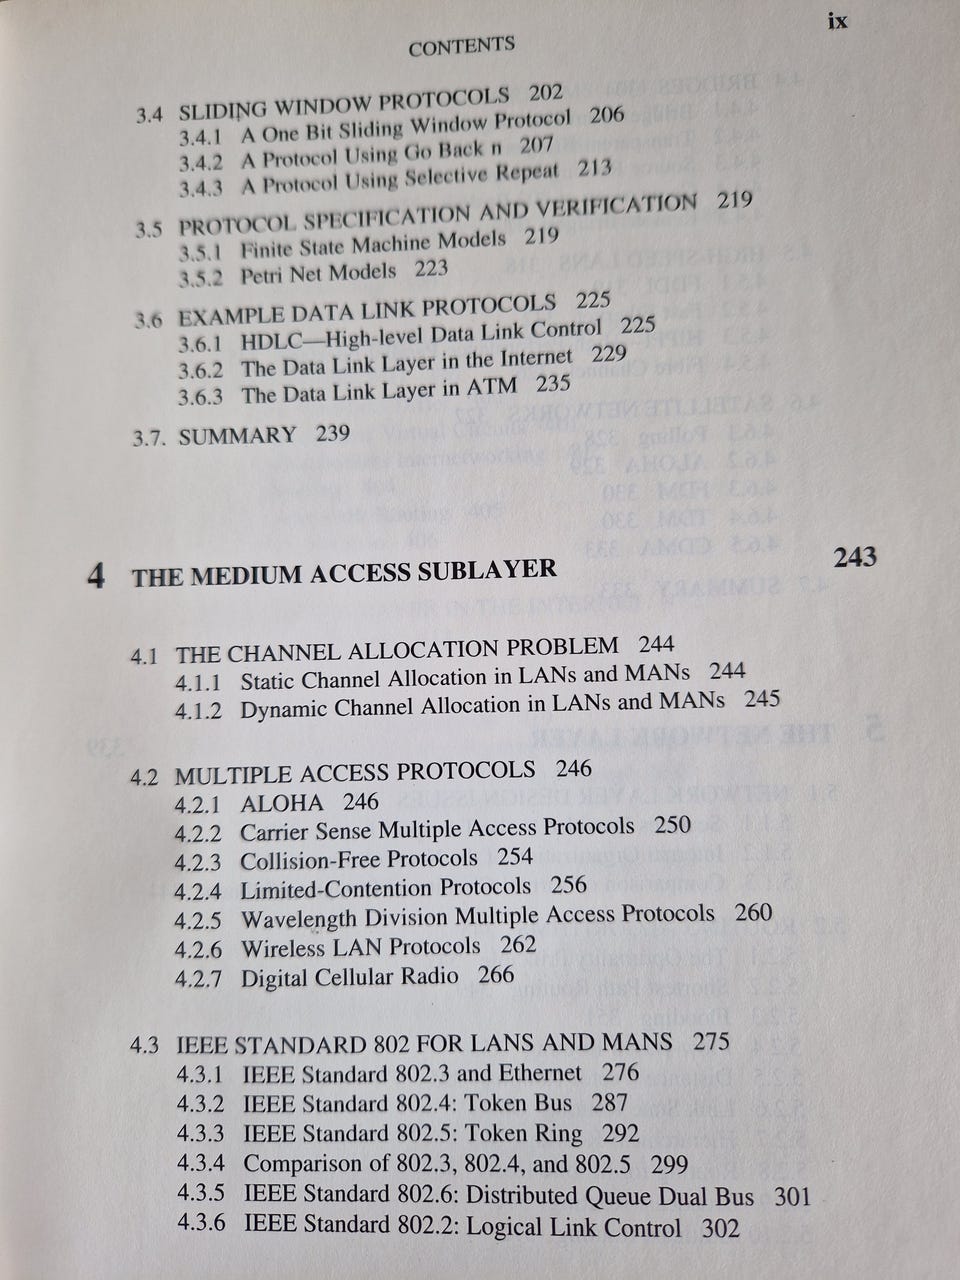 ix
CONTENTS
3.4 SLIDING WINDOW PROTOCOLS 202
3.4.1 A One Bit Sliding Window Protocol 206
3.4.2 A Protocol Using Go Back n 207
3.4.3 A Protocol Using Selective Repeat 213
3.5 PROTOCOL SPECIFICATION AND VERIFICATION 219
3.5.1 Finite State Machine Models 219
3.5.2 Petri Net Models 223
3.6 EXAMPLE DATA LINK PROTOCOLS 225
3.6.1 HDLC—High-level Data Link Control 225
3.6.2 The Data Link Layer in the Internet 229
3.6.3 The Data Link Layer in ATM 235
3.7. SUMMARY 239
4 THE MEDIUM ACCESS SUBLAYER 243
4.1 THE CHANNEL ALLOCATION PROBLEM 244
4.1.1 Static Channel Allocation in LANs and MANs 244
4.1.2 Dynamic Channel Allocation in LANs and MANs 245
4.2 MULTIPLE ACCESS PROTOCOLS 246
4.2.1 ALOHA 246
4.2.2 Carrier Sense Multiple Access Protocols 250
4.2.3 Collision-Free Protocols 254
4.2.4 Limited-Contention Protocols 256
4.2.5 Wavelength Division Multiple Access Protocols 260
4.2.6 Wireless LAN Protocols 262
4.2.7 Digital Cellular Radio 266
4.3 IEEE STANDARD 802 FOR LANS AND MANS 275
4.3.1 IEEE Standard 802.3 and Ethernet 276
4.3.2 IEEE Standard 802.4: Token Bus 287
4.3.3 IEEE Standard 802.5: Token Ring 292
4.3.4 Comparison of 802.3, 802.4, and 802.5 299
4.3.5 IEEE Standard 802.6: Distributed Queue Dual Bus 301
4.3.6 IEEE Standard 802.2: Logical Link Control 302